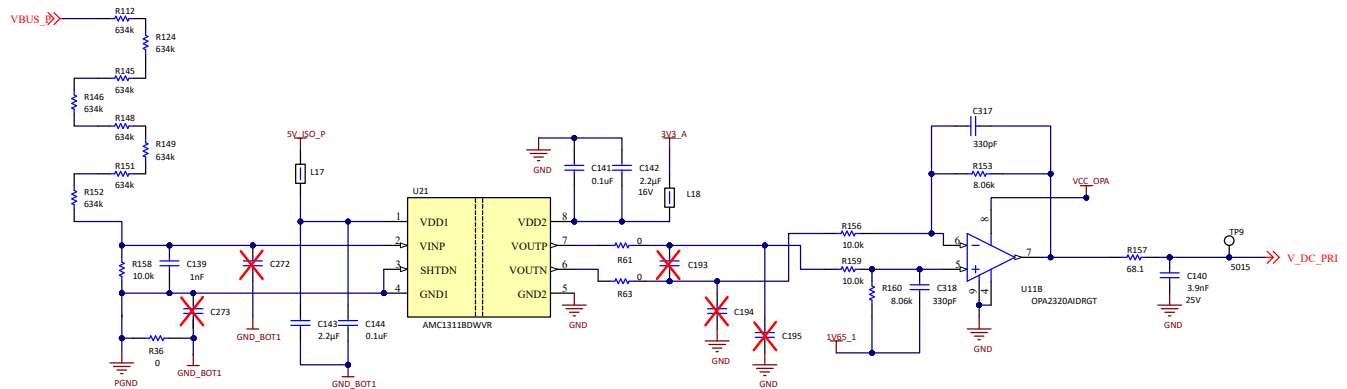 VBUS_P
R112
634k
R124
634k
R145
634k
R146
634k
R148
634k
R149
634k
R151
634k
R152
634k
R158
10.0k
C139
1nF
C272
C273
R36
0
PGND
GND_BOT1
GND_BOT1
5V_ISO_P
L17
C143
2.2µF
C144
0.1uF
GND_BOT1
U21
1
2
3
4
VDD1
VINP
SHTDN
GND1
VDD2
VOUTP
VOUTN
GND2
8
7
6
5
AMC1311BDWVR
GND
C141
0.1uF
C142
2.2µF
16V
3V3_A
L18
GND
R61
0
R63
0
C193
C194
GND
C195
GND
R156
10.0k
R159
10.0k
R160
8.06k
C318
330pF
1V65_1
C317
330pF
R153
8.06k
VCC_OPA
8
6
5
7
9
4
U11B
OPA2320AIDRGT
GND
R157
68.1
C140
3.9nF
25V
GND
TP9
5015
V_DC_PRI